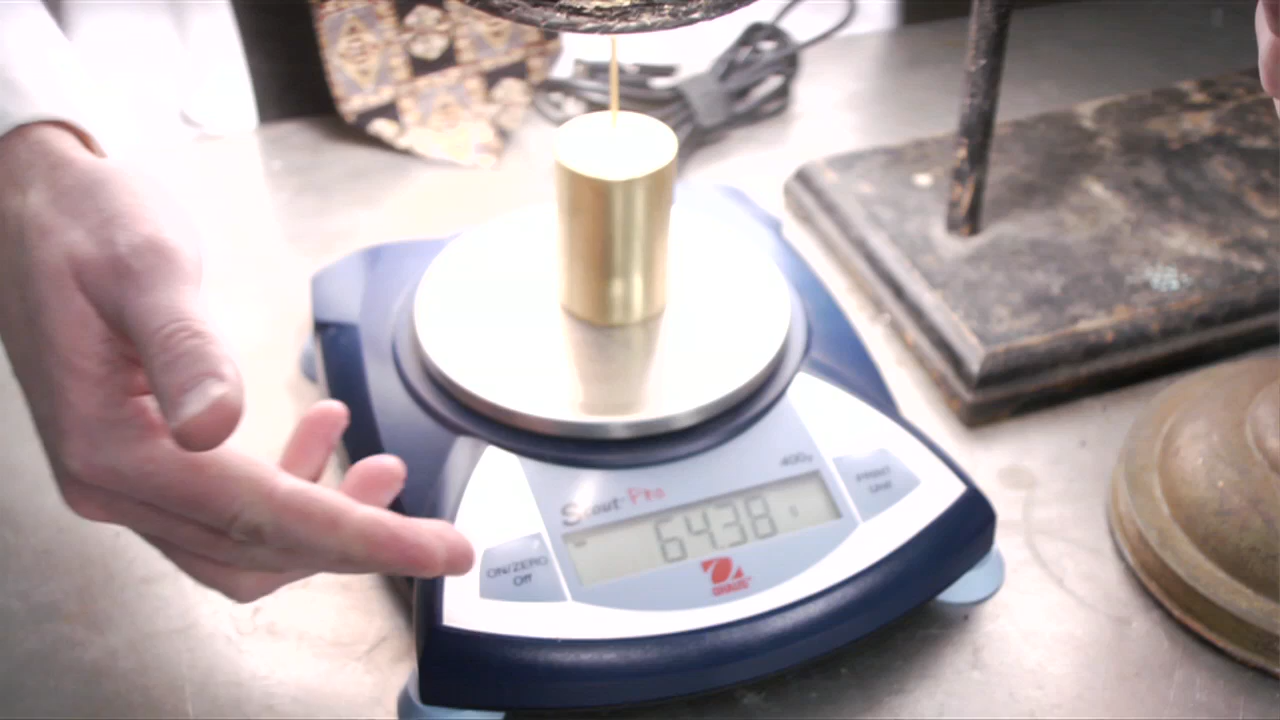 400g
Scout Pro
PRINT
Unit
64.38 g
ON/ZERO
Off
OHAUS